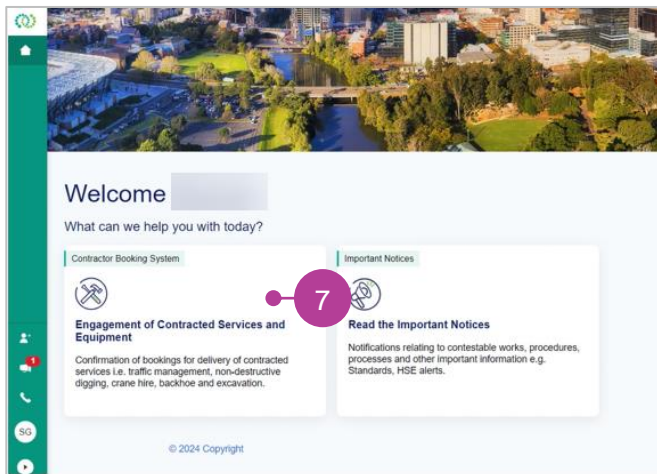 Welcome
What can we help you with today?
Contractor Booking System
Engagement of Contracted Services and
Equipment
Confirmation of bookings for delivery of contracted
services i.e. traffic management, non-destructive
digging, crane hire, backhoe and excavation.
7
Important Notices
Read the Important Notices
Notifications relating to contestable works, procedures,
processes and other important information e.g.
Standards, HSE alerts.
1
SG
© 2024 Copyright